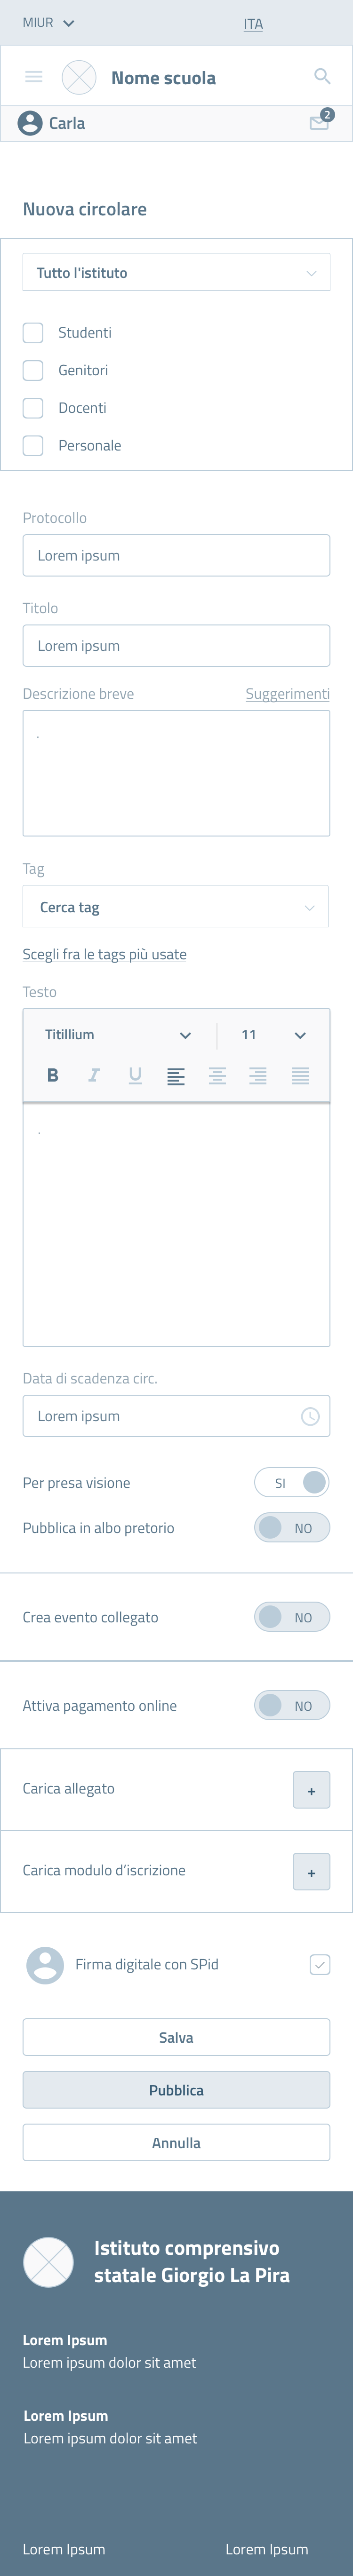 MIUR
ITA
Nome scuola
Carla
2
Nuova circolare
Tutto l'istituto
Studenti
Genitori
Docenti
Personale
Protocollo
Lorem ipsum
Titolo
Lorem ipsum
Descrizione breve
Suggerimenti
.
Tag
Cerca tag
Scegli fra le tags più usate
Testo
Titillium
11
B I U
.
Data di scadenza circ.
Lorem ipsum
Per presa visione
SI
Pubblica in albo pretorio
NO
Crea evento collegato
NO
Attiva pagamento online
NO
Carica allegato
+
Carica modulo d’iscrizione
+
Firma digitale con SPid
Salva
Pubblica
Annulla
Istituto comprensivo
statale Giorgio La Pira
Lorem Ipsum
Lorem ipsum dolor sit amet
Lorem Ipsum
Lorem ipsum dolor sit amet
Lorem Ipsum
Lorem Ipsum